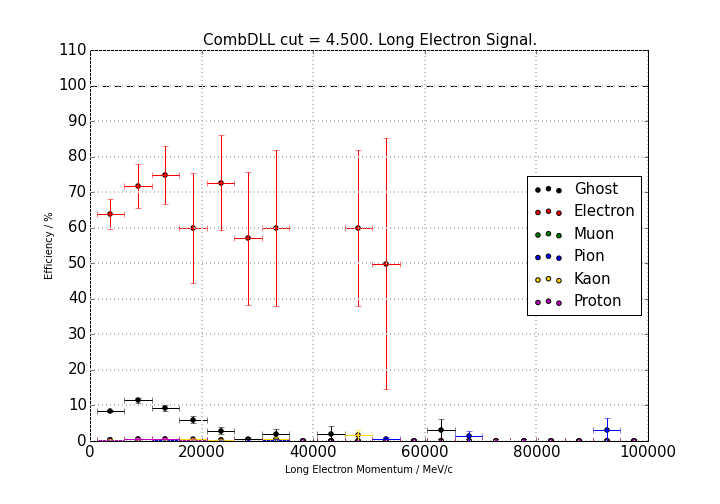 CombDLL cut = 4.500. Long Electron Signal.
110
100
90
80
70
60
50
40
30
20
10
0
Efficiency / %
Ghost
Electron
Muon
Pion
Kaon
Proton
0 20000 40000 60000 80000 100000
Long Electron Momentum / MeV/c